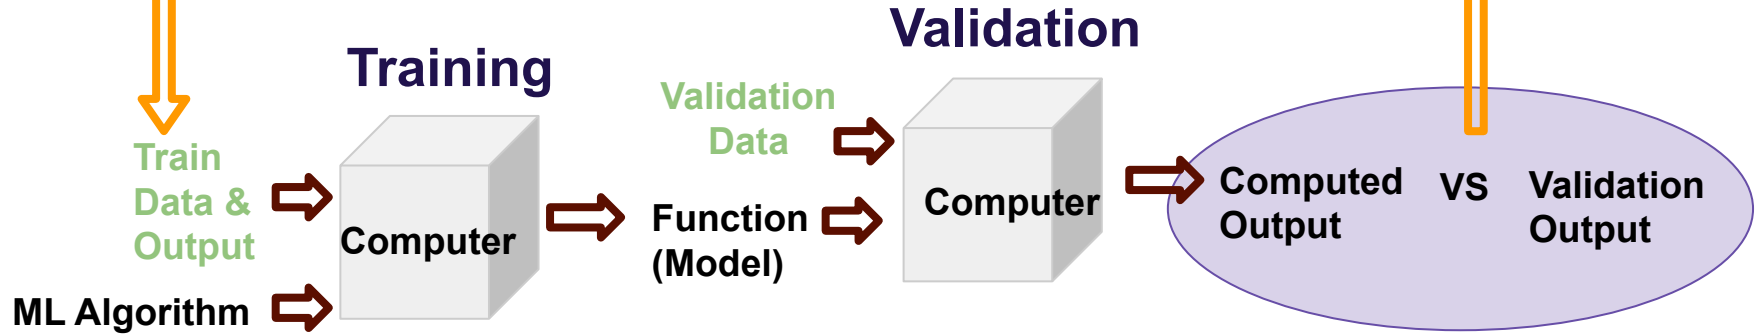 Training
Validation
Train
Data &
Output
ML Algorithm
Computer
Function
(Model)
Validation
Data
Computer
Computed
Output
VS
Validation
Output